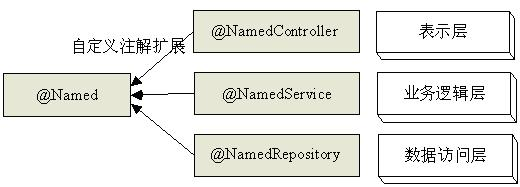 @NamedController
表示层
自定义注解扩展
@Named
@NamedService
业务逻辑层
@NamedRepository
数据访问层